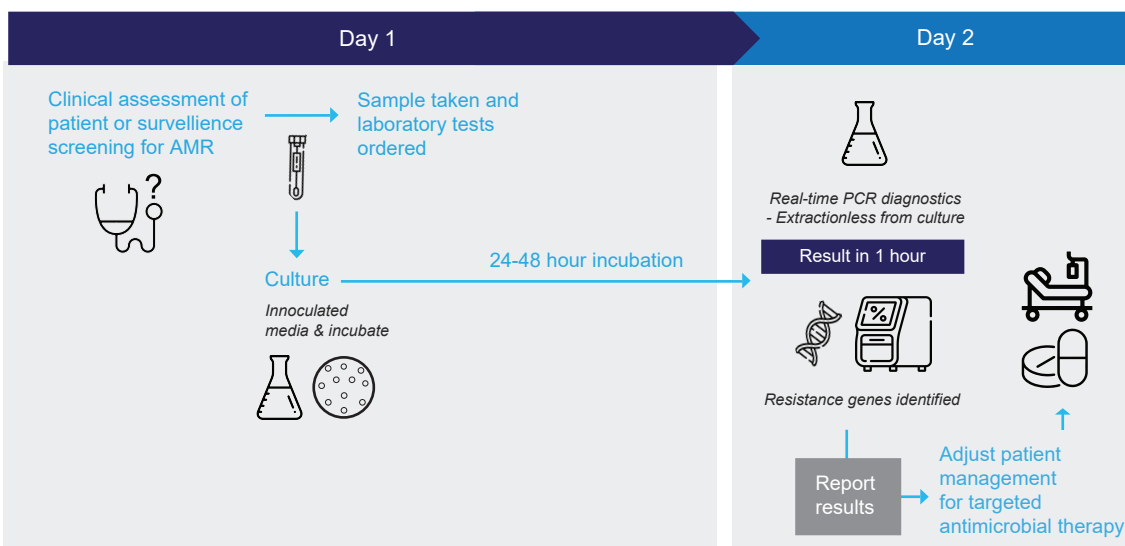 Day 1
Day 2
Clinical assessment of
patient or survellience
screening for AMR
Sample taken and
laboratory tests
ordered
?
Culture
24-48 hour incubation
Innoculated
media & incubate
Real-time PCR diagnostics
- Extractionless from culture
Result in 1 hour
%
Resistance genes identified
Report
results
Adjust patient
management
for targeted
antimicrobial therapy